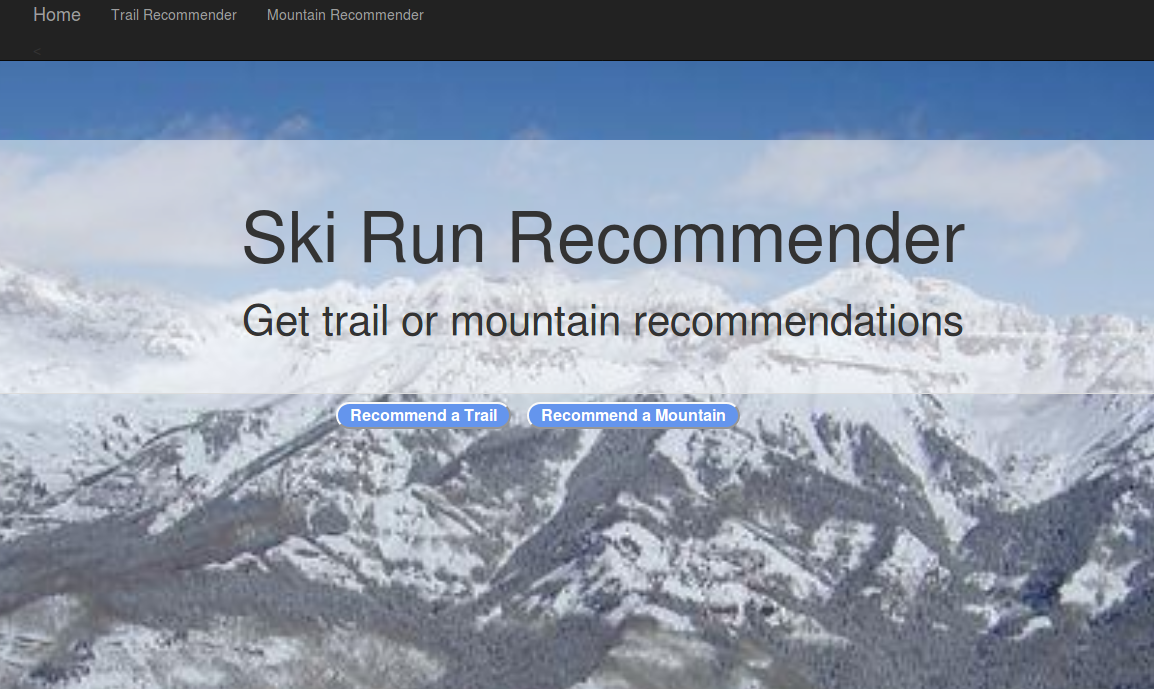 Home Trail Recommender Mountain Recommender
<
Ski Run Recommender
Get trail or mountain recommendations
Recommend a Trail Recommend a Mountain